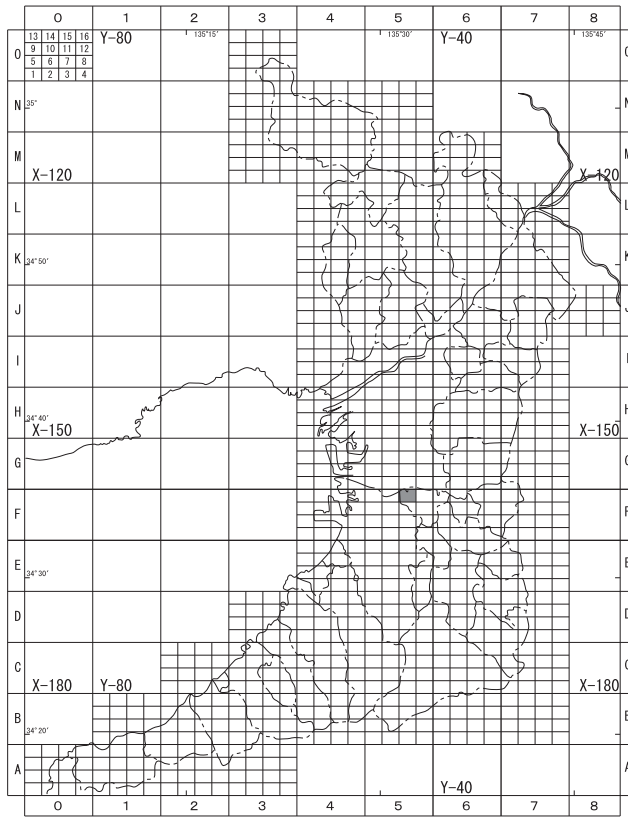 0 1 2 3 4 5 6 7 8
13 14 15 16 Y-80 135°15' 135°30' Y-40 135°45'
9 10 11 12
O
5 6 7 8
1 2 3 4
N 35° N
M M
X-120 X-120
L L
K 34°50' K
J J
I I
H 34°40' H
X-150 X-150
G G
F F
E 34°30' E
D D
C C
X-180 Y-80 X-180
B 34°20' B
A A
Y-40
0 1 2 3 4 5 6 7 8